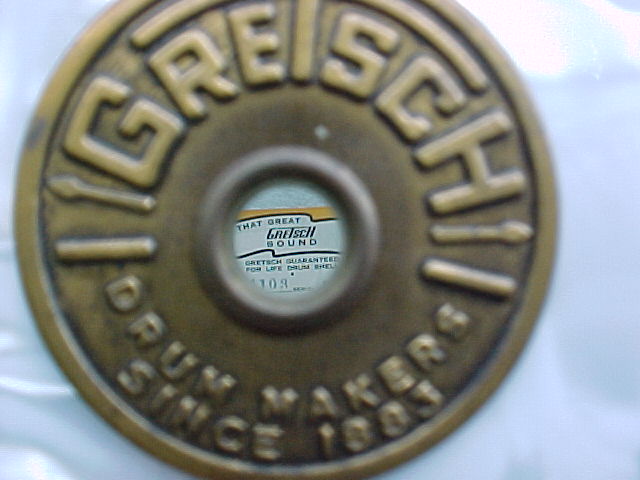 GRETSCH
THAT GREAT
GRETSCH
SOUND
GRETSCH GUARANTEED
FOR LIFE DRUM SHELL
DRUM MAKERS
SINCE 1883